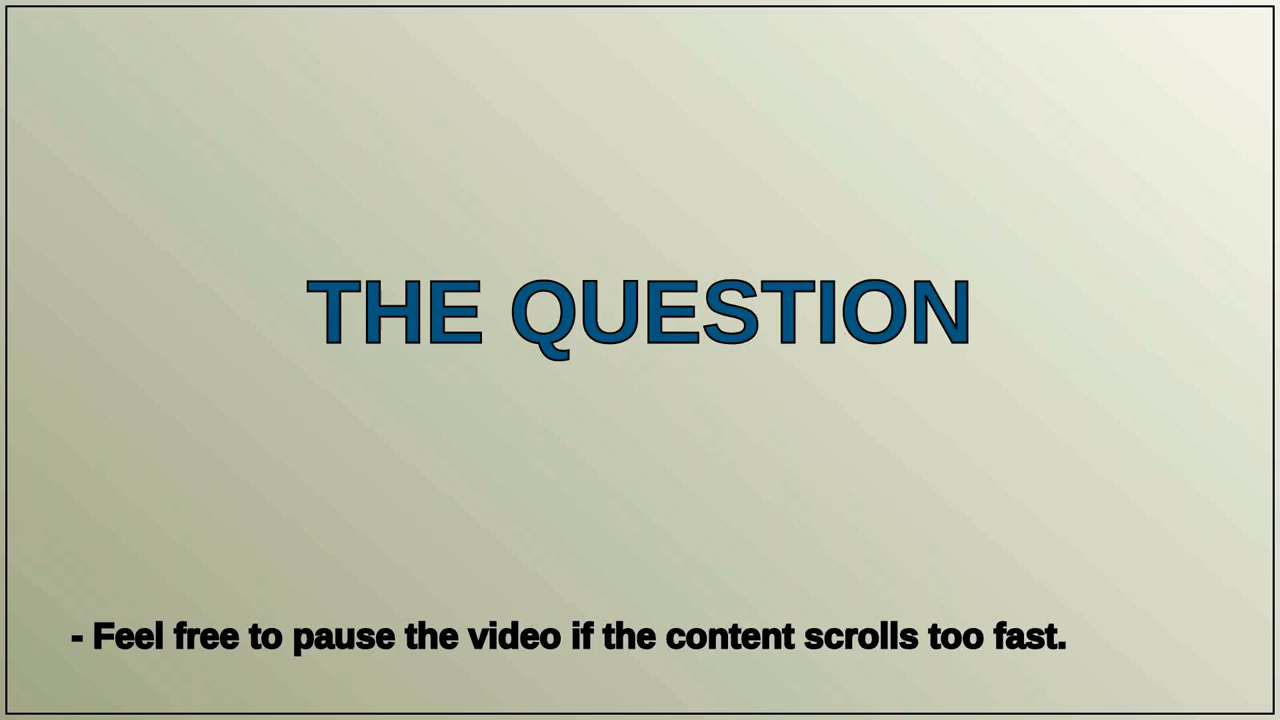 THE QUESTION
- Feel free to pause the video if the content scrolls too fast.